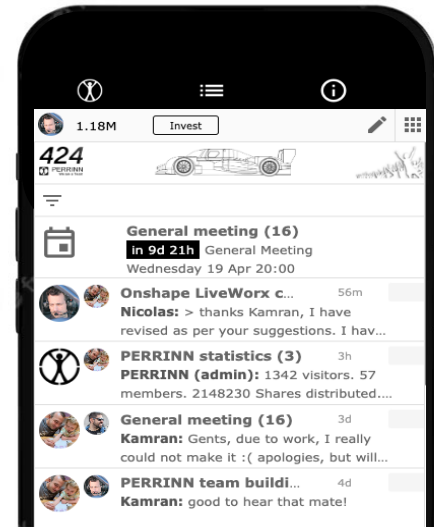 1.18M
Invest
424
PERRINN
General meeting (16)
in 9d 21h General Meeting
Wednesday 19 Apr 20:00
Onshape LiveWorx c... 56m
Nicolas: > thanks Kamran, I have
revised as per your suggestions. I hav...
PERRINN statistics (3) 3h
PERRINN (admin): 1342 visitors. 57
members. 2148230 Shares distributed....
General meeting (16) 3d
Kamran: Gents, due to work, I really
could not make it :( apologies, but will...
PERRINN team buildi... 4d
Kamran: good to hear that mate!